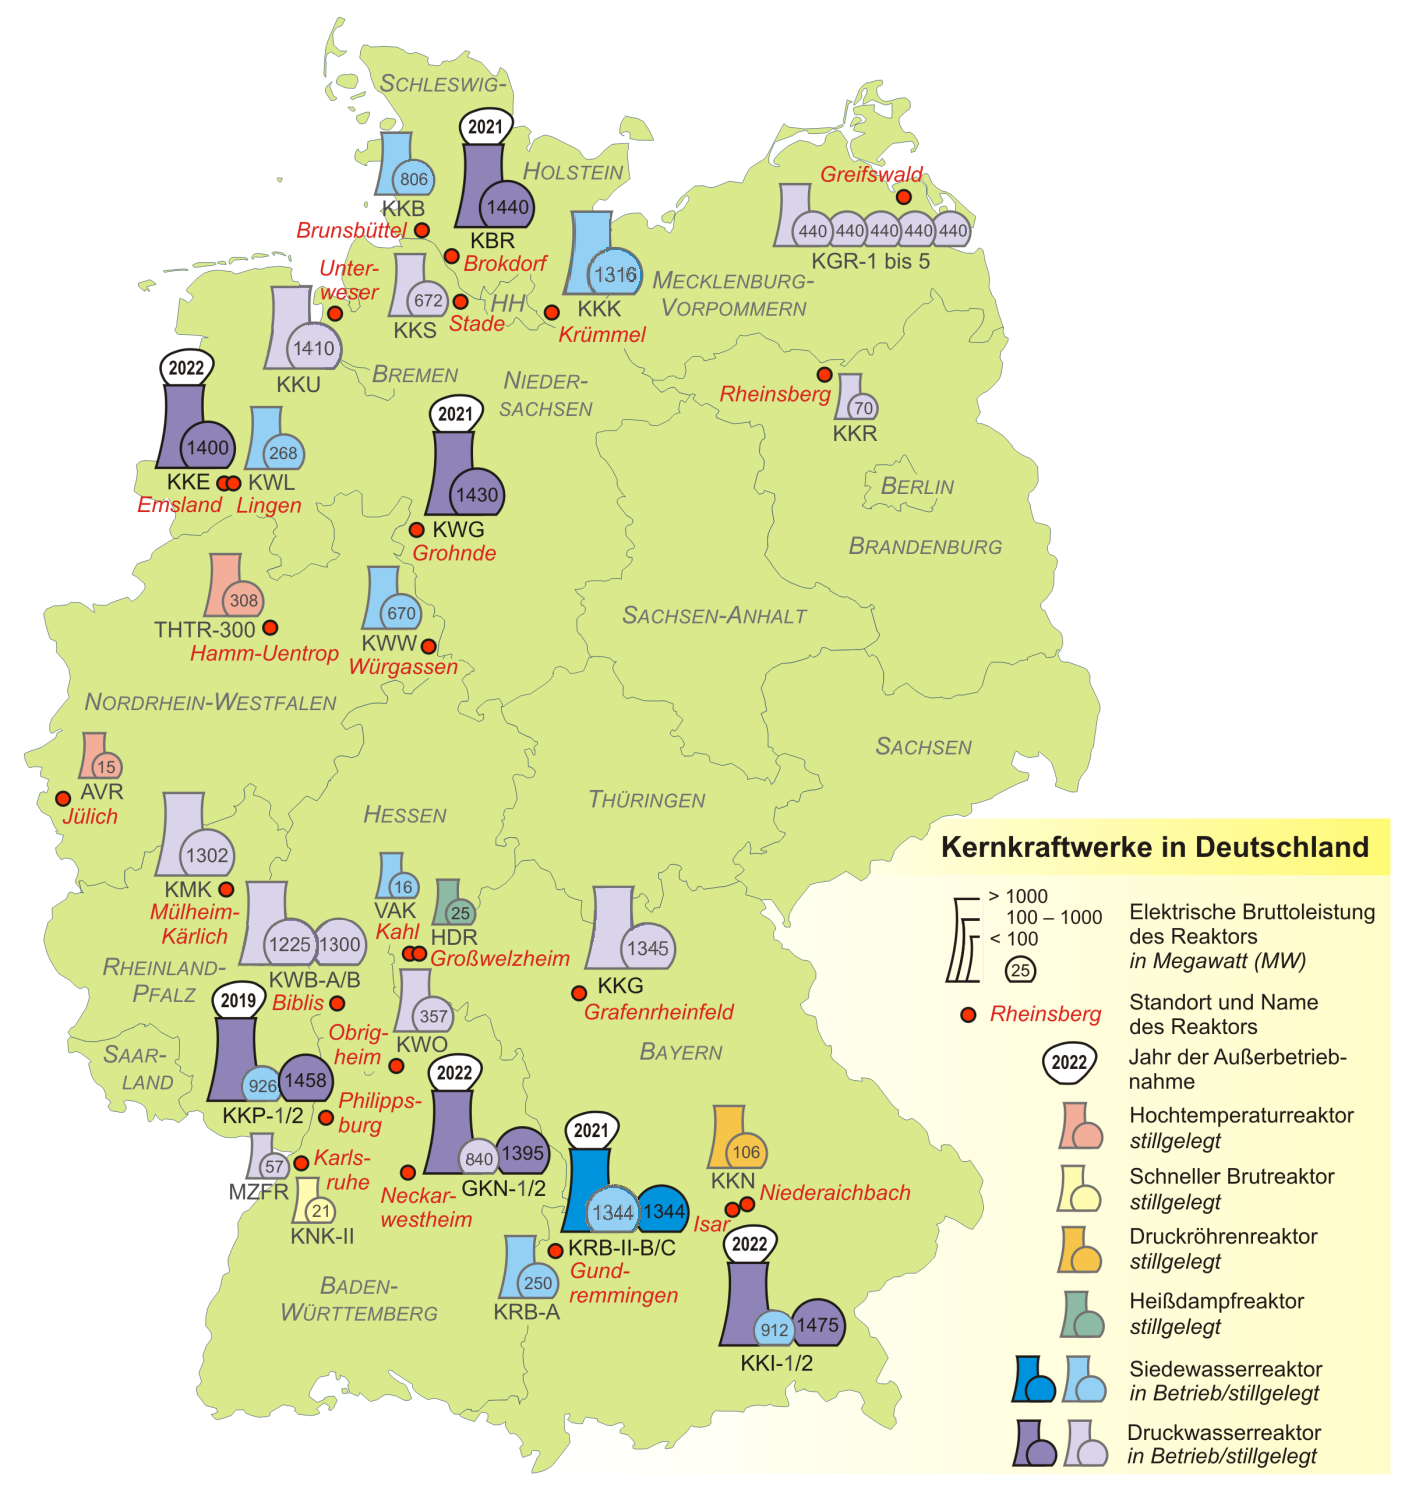 SCHLESWIG-
HOLSTEIN
2021
806
KKB
1440
KBR
Brunsbüttel
Brokdorf
Greifswald
440
440
440
440
440
KGR-1 bis 5
Unter-
weser
672
KKS
Stade
HH
1316
KKK
Krümmel
MECKLENBURG-
VORPOMMERN
1410
KKU
BREMEN
NIEDER-
SACHSEN
Rheinsberg
70
KKR
2022
1400
KKE
Emsland
268
KWL
Lingen
2021
1430
KWG
Grohnde
BERLIN
BRANDENBURG
308
THTR-300
Hamm-Uentrop
670
KWW
Würgassen
SACHSEN-ANHALT
NORDRHEIN-WESTFALEN
SACHSEN
15
AVR
Jülich
HESSEN
THÜRINGEN
1302
KMK
Mülheim-
Kärlich
16
VAK
Kahl
25
HDR
Großwelzheim
1225
1300
KWB-A/B
Biblis
RHEINLAND-
PFALZ
1345
KKG
Grafenrheinfeld
357
KWO
Obrig-
heim
BAYERN
SAAR-
LAND
2019
926
1458
KKP-1/2
Philipps-
burg
2022
840
1395
GKN-1/2
Neckar-
westheim
57
MZFR
Karls-
ruhe
21
KNK-II
2021
1344
1344
KRB-II-B/C
Gund-
remmingen
250
KRB-A
106
KKN
Niederaichbach
Isar
2022
912
1475
KKI-1/2
BADEN-
WÜRTTEMBERG
Kernkraftwerke in Deutschland
> 1000
100 – 1000
< 100
25
Elektrische Bruttoleistung
des Reaktors
in Megawatt (MW)
Rheinsberg
Standort und Name
des Reaktors
2022
Jahr der Außerbetrieb-
nahme
Hochtemperaturreaktor
stillgelegt
Schneller Brutreaktor
stillgelegt
Druckröhrenreaktor
stillgelegt
Heißdampfreaktor
stillgelegt
Siedewasserreaktor
in Betrieb/stillgelegt
Druckwasserreaktor
in Betrieb/stillgelegt